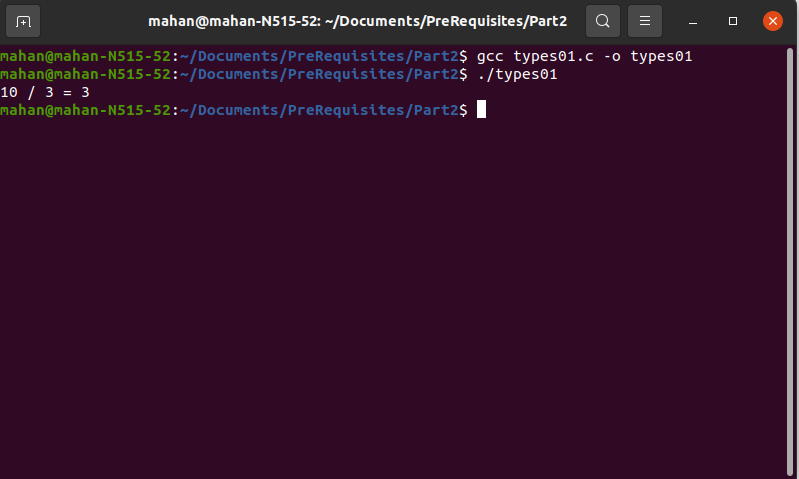 mahan@mahan-N515-52: ~/Documents/PreRequisites/Part2
mahan@mahan-N515-52:~/Documents/PreRequisites/Part2$ gcc types01.c -o types01
mahan@mahan-N515-52:~/Documents/PreRequisites/Part2$ ./types01
10 / 3 = 3
mahan@mahan-N515-52:~/Documents/PreRequisites/Part2$